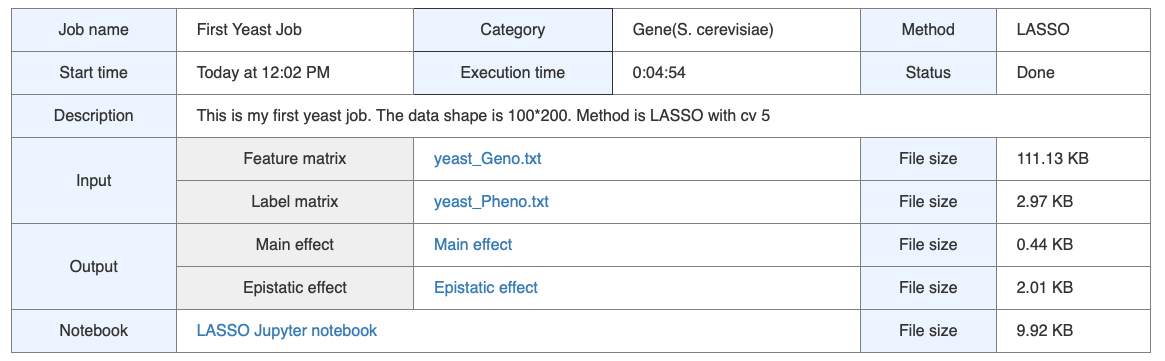 Job name First Yeast Job Category Gene(S. cerevisiae) Method LASSO
Start time Today at 12:02 PM Execution time 0:04:54 Status Done
Description This is my first yeast job. The data shape is 100*200. Method is LASSO with cv 5
Input
Feature matrix yeast_Geno.txt File size 111.13 KB
Label matrix yeast_Pheno.txt File size 2.97 KB
Output
Main effect Main effect File size 0.44 KB
Epistatic effect Epistatic effect File size 2.01 KB
Notebook LASSO Jupyter notebook File size 9.92 KB